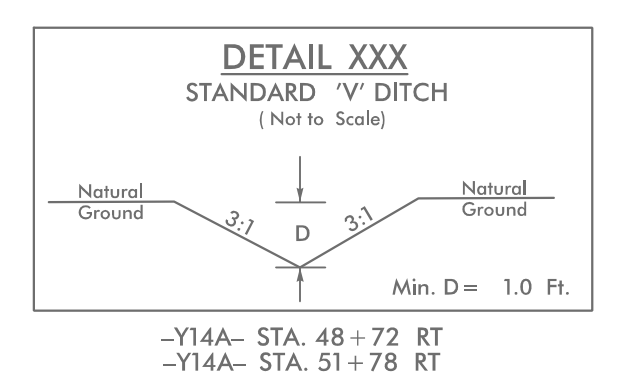 DETAIL XXX
STANDARD 'V' DITCH
( Not to Scale)
Natural
Ground
3:1
D
3:1
Natural
Ground
Min. D = 1.0 Ft.
–Y14A– STA. 48 + 72 RT
–Y14A– STA. 51 + 78 RT